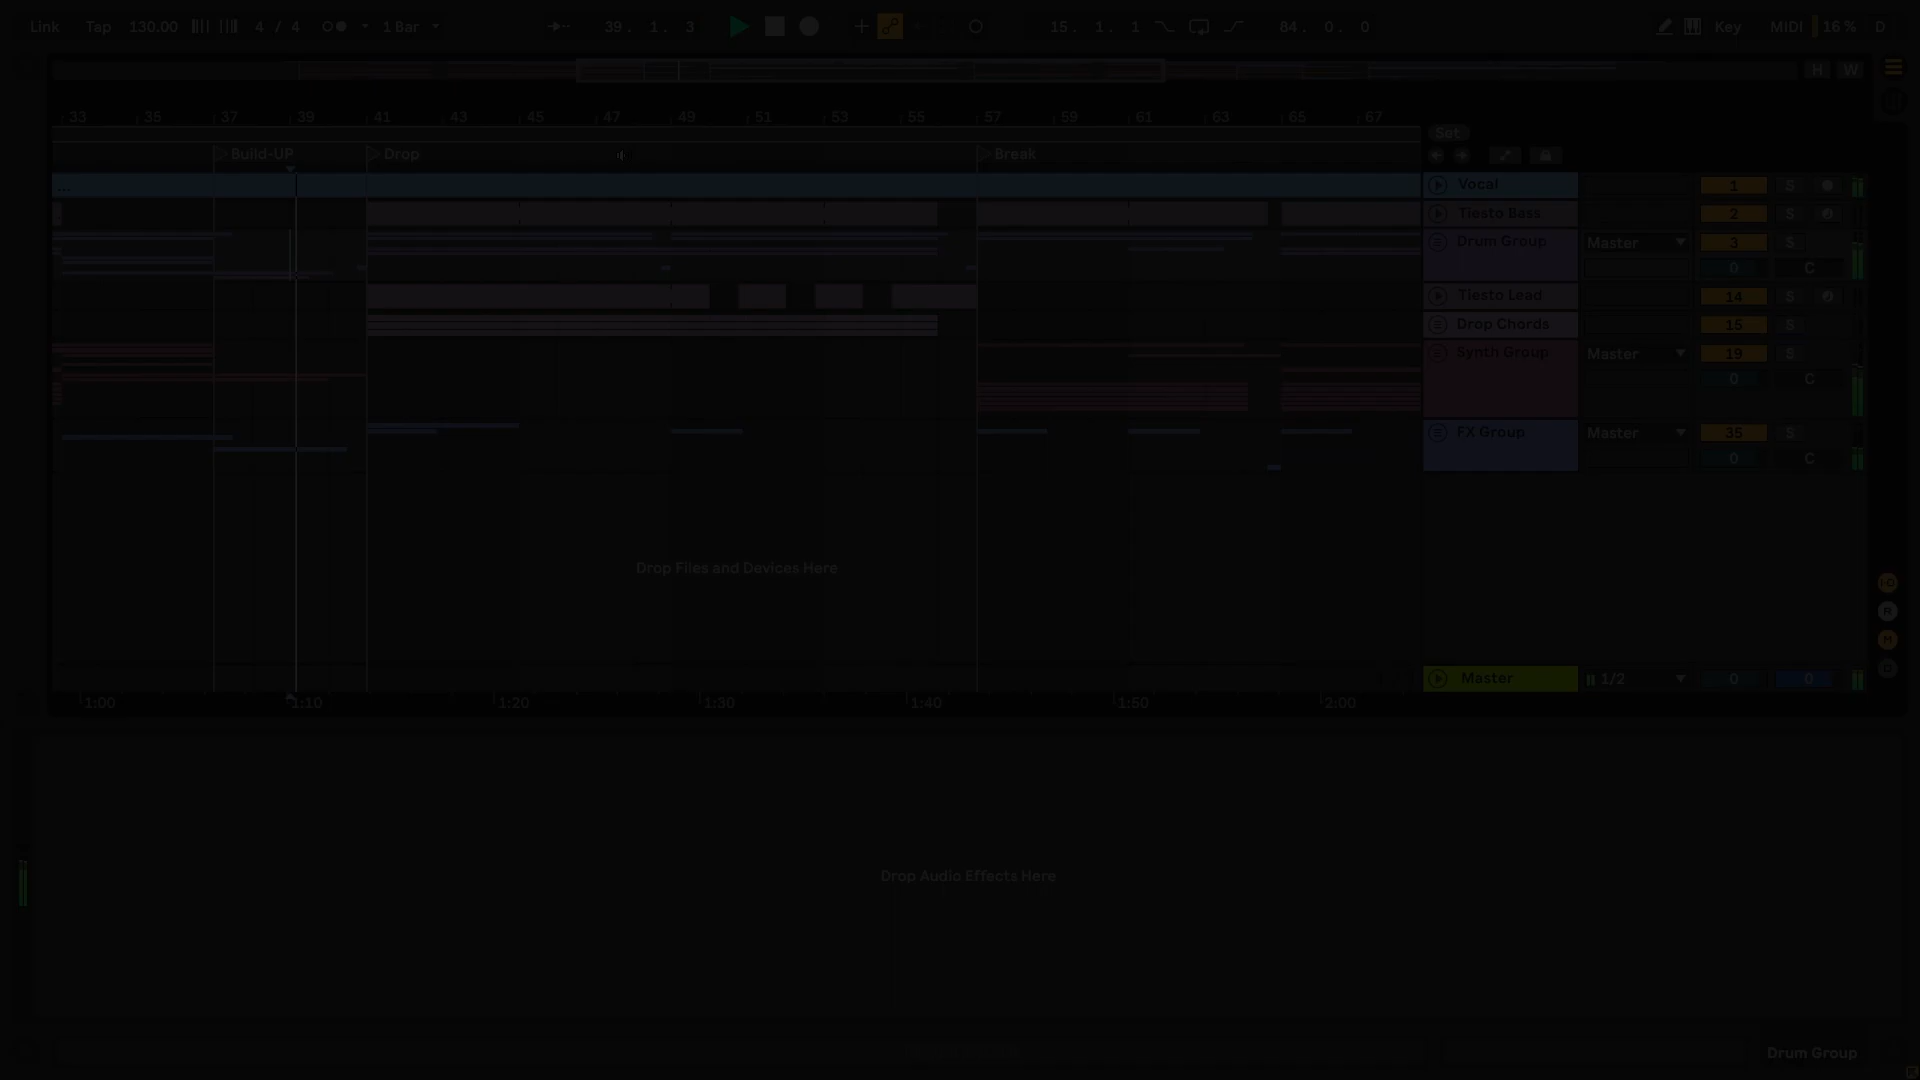 Link Tap 130.00 4 / 4 1 Bar 39. 1. 3 15. 1. 1 84. 0. 0 Key MIDI 16 % D
H W
33 35 37 39 41 43 45 47 49 51 53 55 57 59 61 63 65 67
Set
Build-UP Drop Break
... Vocal 1 S
Tiesto Bass 2 S
Drum Group Master 3 S
0 C
Tiesto Lead 14 S
Drop Chords 15 S
Synth Group Master 19 S
0 C
FX Group Master 35 S
0 C
Drop Files and Devices Here
I·O
R
M
D
Master 1/2 0 0
1:00 1:10 1:20 1:30 1:40 1:50 2:00
Drop Audio Effects Here
Drum Group